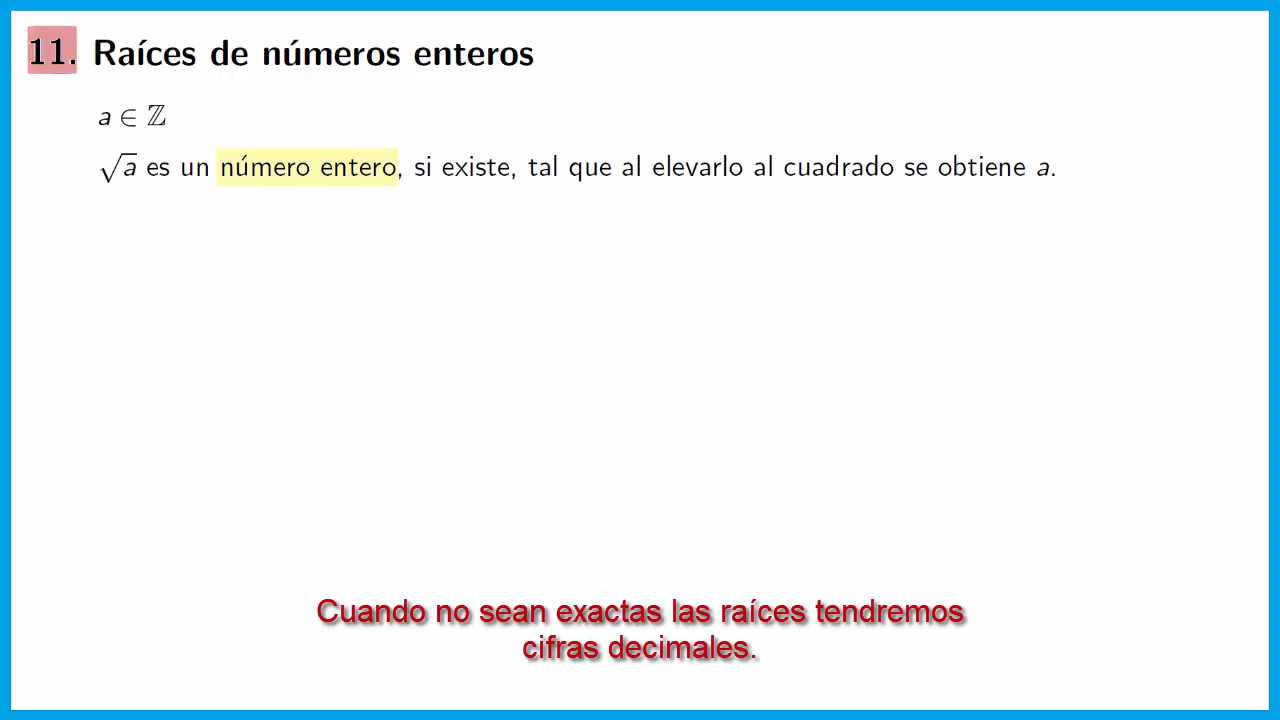 11. Raíces de números enteros
a ∈ ℤ
√a es un número entero, si existe, tal que al elevarlo al cuadrado se obtiene a.
Cuando no sean exactas las raíces tendremos
cifras decimales.